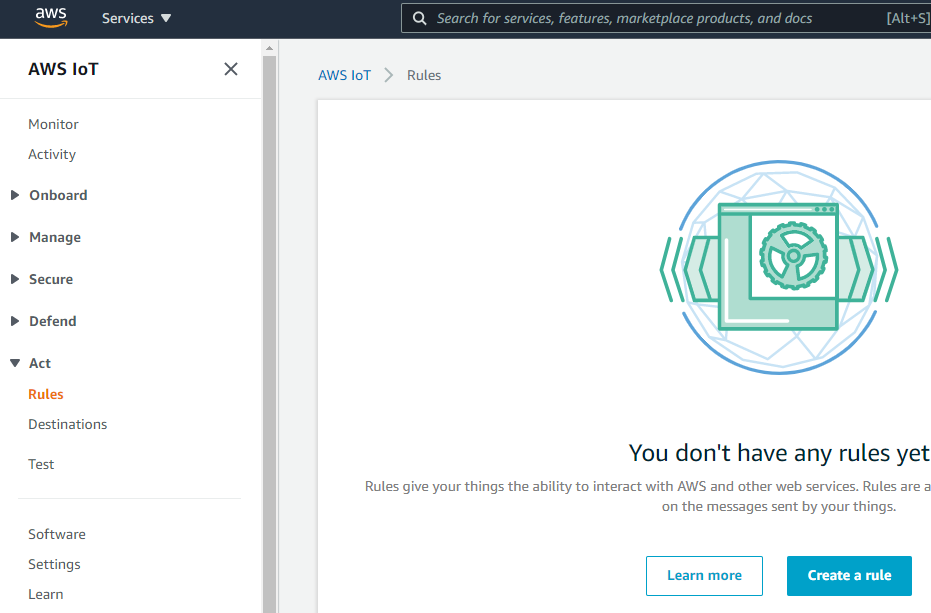 aws
Services
Search for services, features, marketplace products, and docs
[Alt+S]
AWS IoT
Monitor
Activity
Onboard
Manage
Secure
Defend
Act
Rules
Destinations
Test
Software
Settings
Learn
AWS IoT
Rules
You don't have any rules yet
Rules give your things the ability to interact with AWS and other web services. Rules are a
on the messages sent by your things.
Learn more
Create a rule